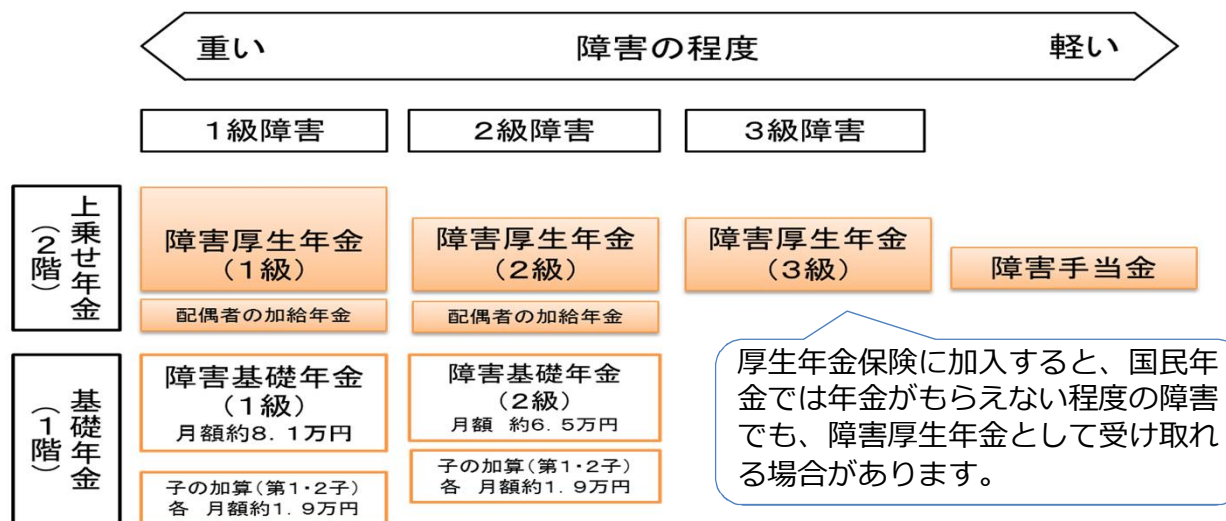 重い 障害の程度 軽い
1級障害 2級障害 3級障害
上乗せ年金
(2階)
障害厚生年金
(1級)
配偶者の加給年金
障害厚生年金
(2級)
配偶者の加給年金
障害厚生年金
(3級)
障害手当金
基礎年金
(1階)
障害基礎年金
(1級)
月額約8.1万円
子の加算(第1・2子)
各 月額約1.9万円
障害基礎年金
(2級)
月額 約6.5万円
子の加算(第1・2子)
各 月額約1.9万円
厚生年金保険に加入すると、国民年
金では年金がもらえない程度の障害
でも、障害厚生年金として受け取れ
る場合があります。